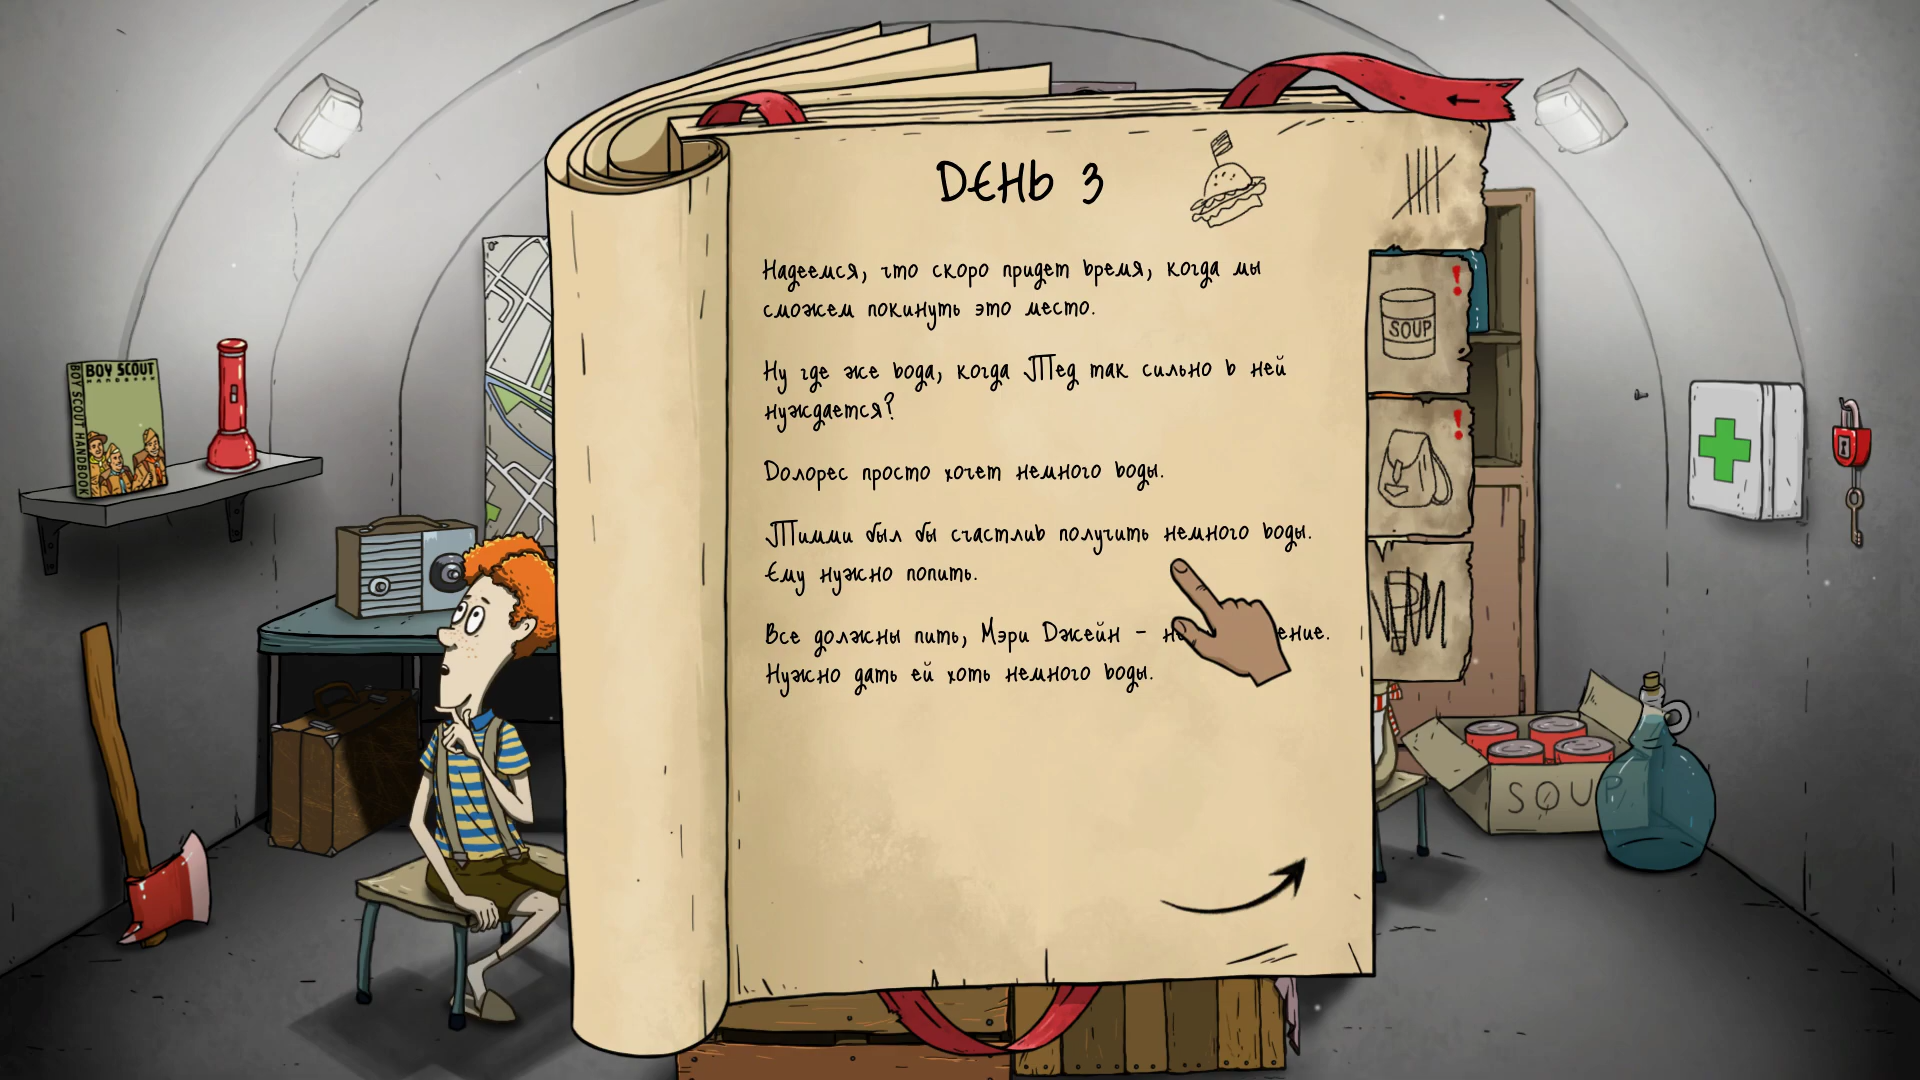 ДЕНЬ 3
Надеемся, что скоро придет время, когда мы
сможем покинуть это место.
Ну где же вода, когда Тед так сильно в ней
нуждается?
Долорес просто хочет немного воды.
Тимми был бы счастлив получить немного воды.
Ему нужно попить.
Все должны пить, Мэри Джейн -
Нужно дать ей хоть немного воды.
SOUP
BOY SCOUT
HANDBOOK
BOY SCOUT HANDBOOK
SOUP